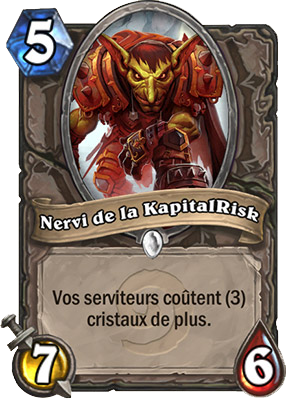 5
Nervi de la KapitalRisk
Vos serviteurs coûtent (3)
cristaux de plus.
7
6